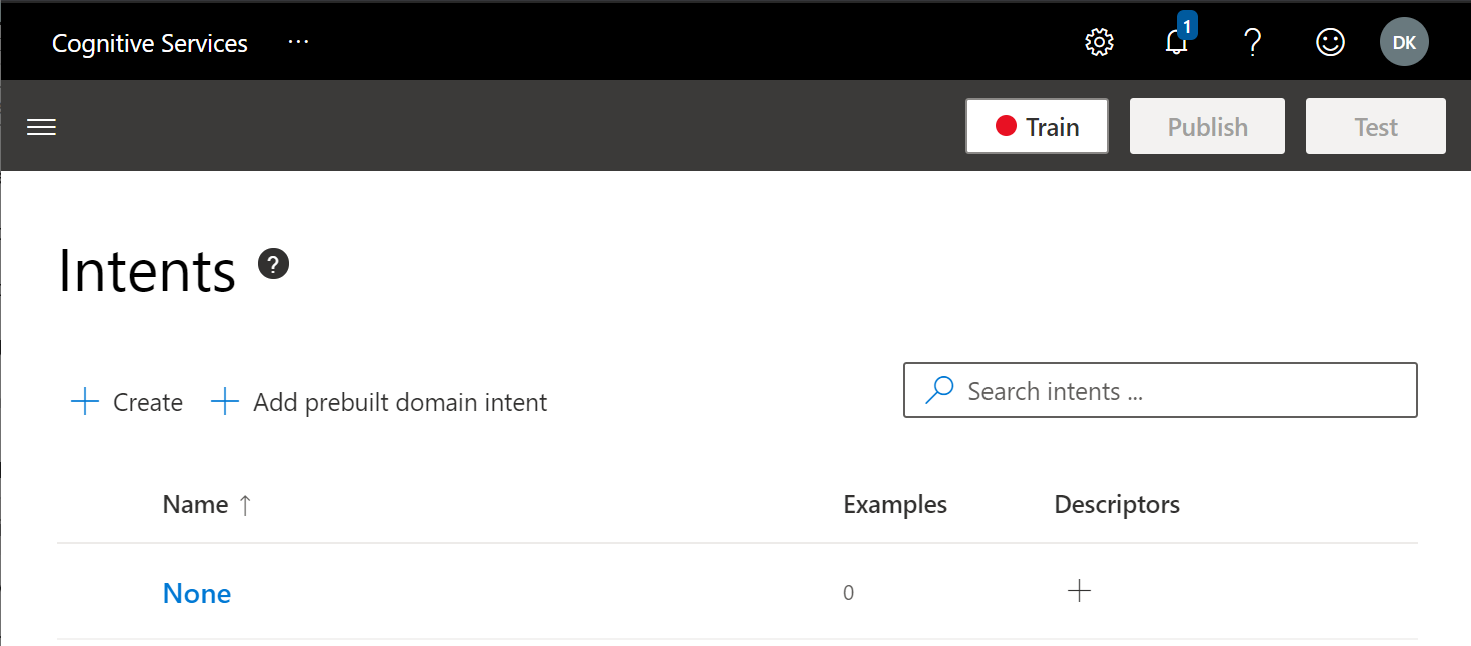 Cognitive Services ...
1
DK
Train Publish Test
Intents ?
+ Create + Add prebuilt domain intent
Search intents ...
Name ↑ Examples Descriptors
None 0 +